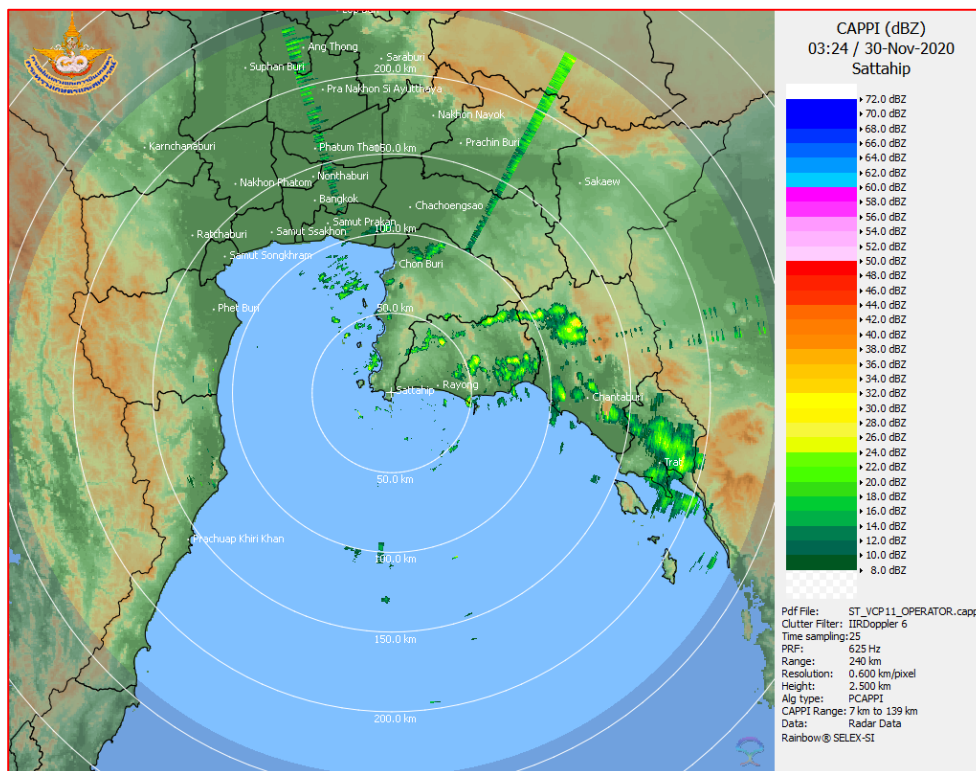 CAPPI (dBZ)
03:24 / 30-Nov-2020
Sattahip
72.0 dBZ
70.0 dBZ
68.0 dBZ
66.0 dBZ
64.0 dBZ
62.0 dBZ
60.0 dBZ
58.0 dBZ
56.0 dBZ
54.0 dBZ
52.0 dBZ
50.0 dBZ
48.0 dBZ
46.0 dBZ
44.0 dBZ
42.0 dBZ
40.0 dBZ
38.0 dBZ
36.0 dBZ
34.0 dBZ
32.0 dBZ
30.0 dBZ
28.0 dBZ
26.0 dBZ
24.0 dBZ
22.0 dBZ
20.0 dBZ
18.0 dBZ
16.0 dBZ
14.0 dBZ
12.0 dBZ
10.0 dBZ
8.0 dBZ
Pdf File: ST_VCP11_OPERATOR.capp
Clutter Filter: IIRDoppler 6
Time sampling: 25
PRF: 625 Hz
Range: 240 km
Resolution: 0.600 km/pixel
Height: 2.500 km
Alg type: PCAPPI
CAPPI Range: 7 km to 139 km
Data: Radar Data
Rainbow® SELEX-SI
Ang Thong
Saraburi
Suphan Buri
200.0 km
Pra Nakhon Si Ayutthaya
Nakhon Nayok
Karnchanaburi
Phatum Thani
150.0 km
Prachin Buri
Nakhon Phatom
Nonthaburi
Sakaew
Bangkok
Chachoengsao
Samut Prakan
Ratchaburi
Samut Ssakhon
100.0 km
Samut Songkhram
Chon Buri
Phet Buri
50.0 km
Sattahip
Rayong
Chantaburi
Trat
50.0 km
Prachuap Khiri Khan
100.0 km
150.0 km
200.0 km